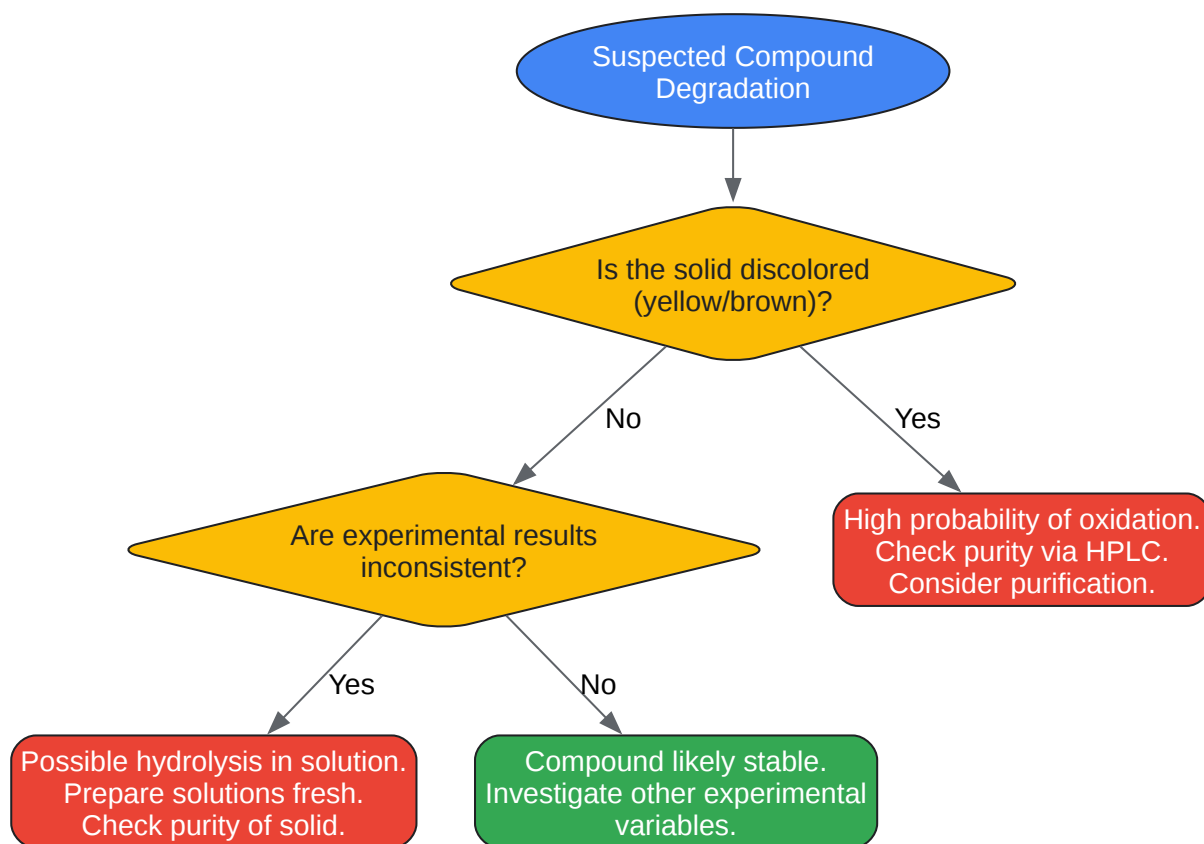 Suspected Compound
Degradation
Is the solid discolored
(yellow/brown)?
No
Yes
Are experimental results
inconsistent?
High probability of oxidation.
Check purity via HPLC.
Consider purification.
Yes
No
Possible hydrolysis in solution.
Prepare solutions fresh.
Check purity of solid.
Compound likely stable.
Investigate other experimental
variables.